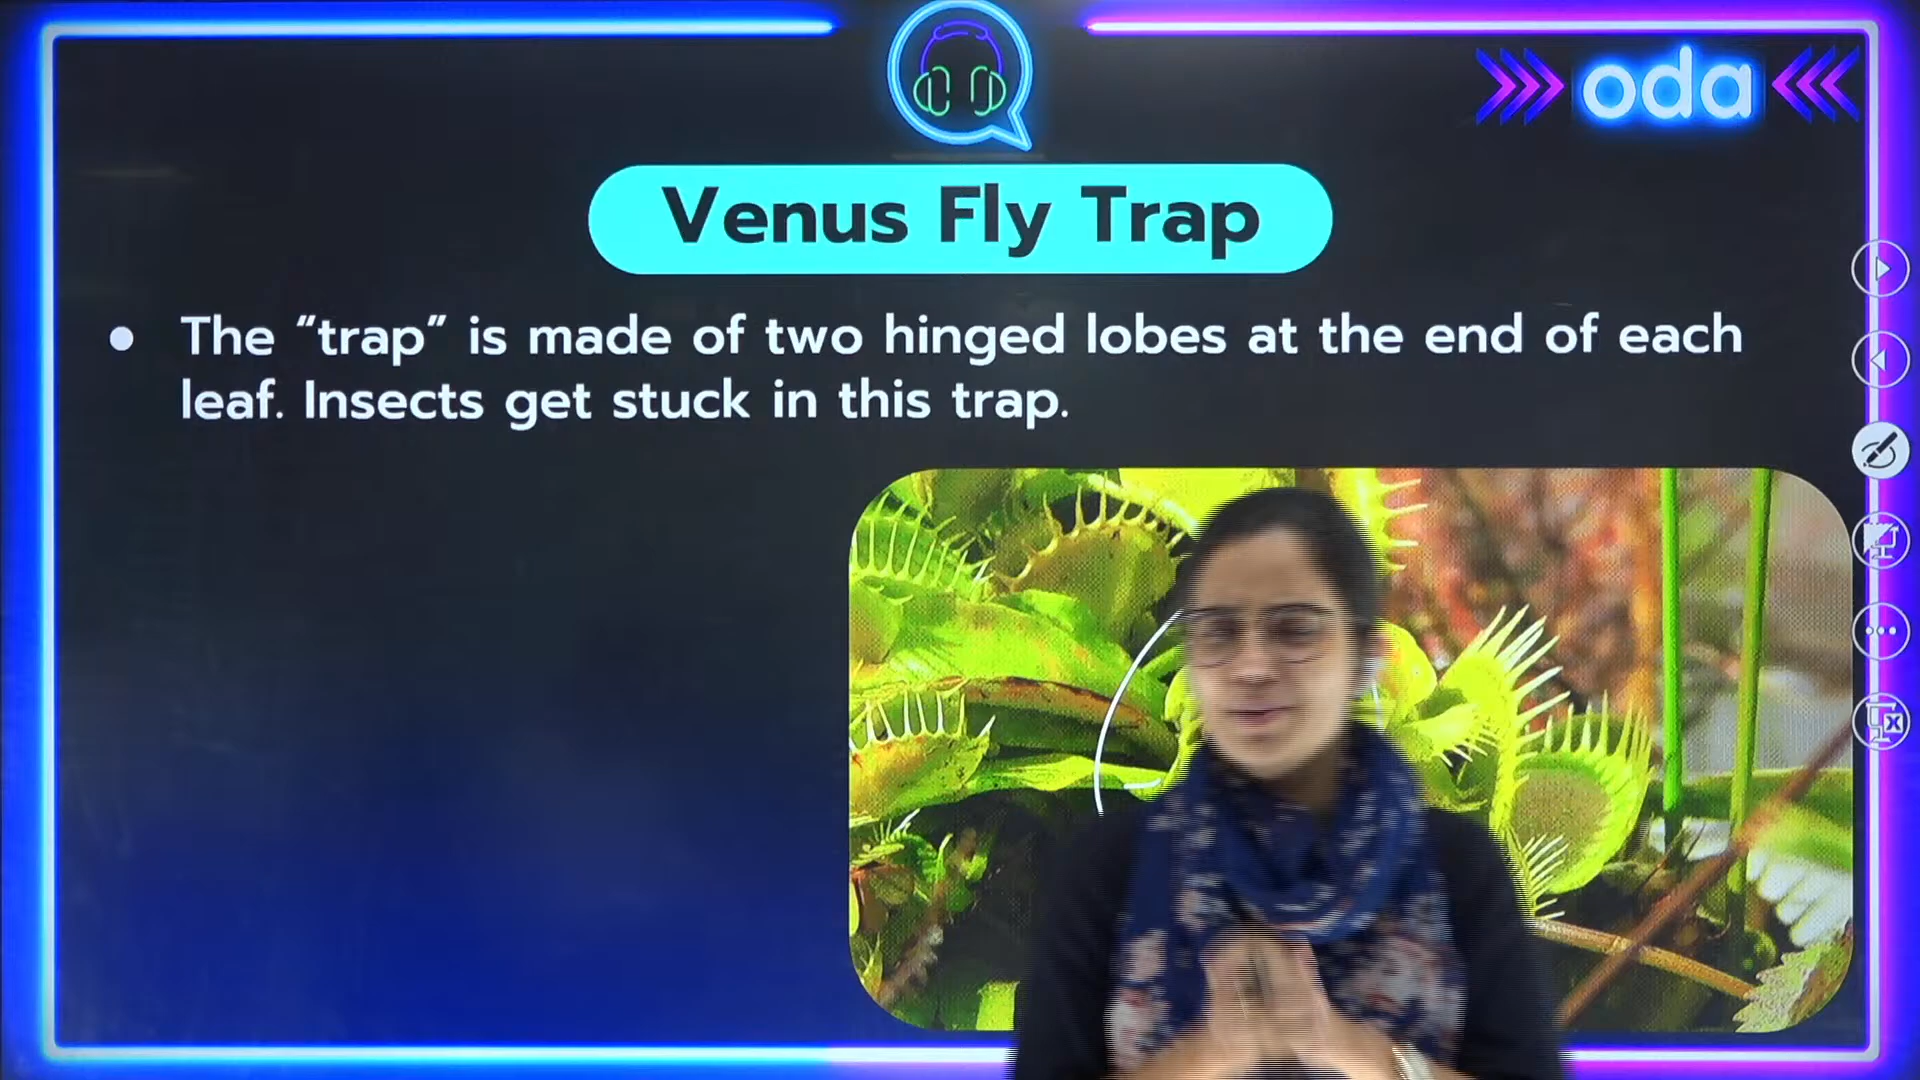 oda
Venus Fly Trap
The “trap” is made of two hinged lobes at the end of each
leaf. Insects get stuck in this trap.